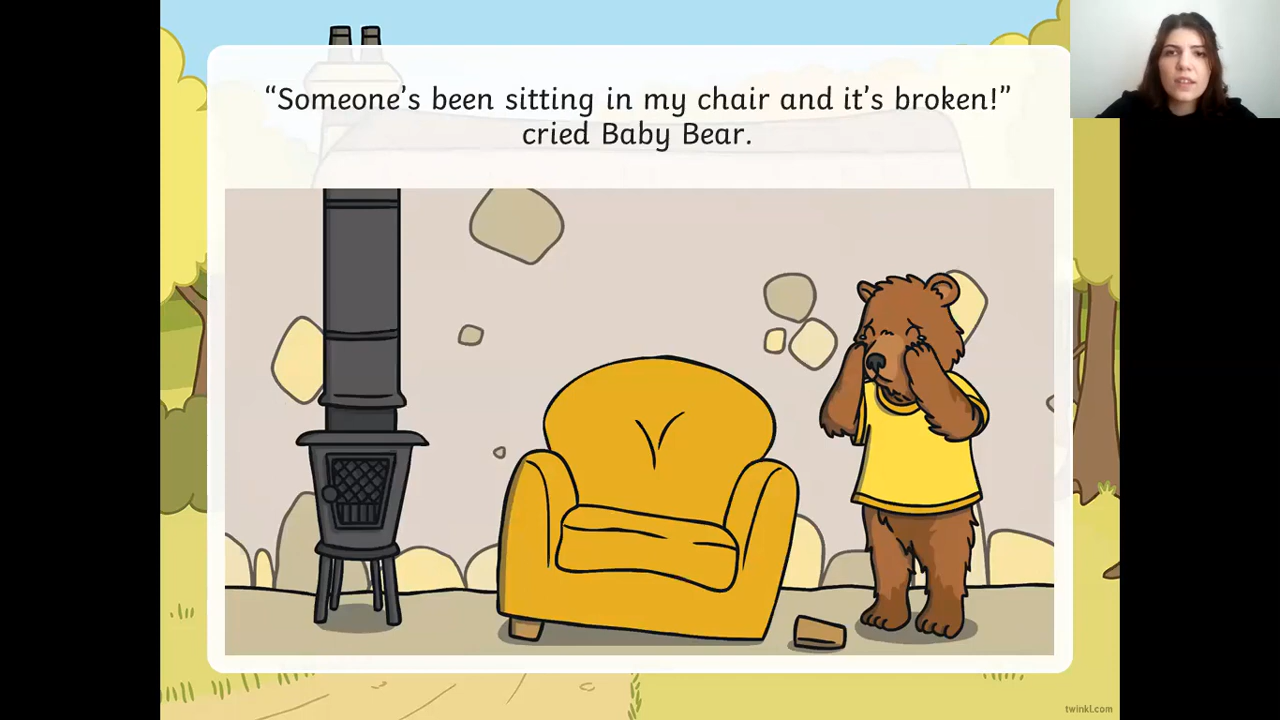 “Someone’s been sitting in my chair and it’s broken!”
cried Baby Bear.
twinkl.com